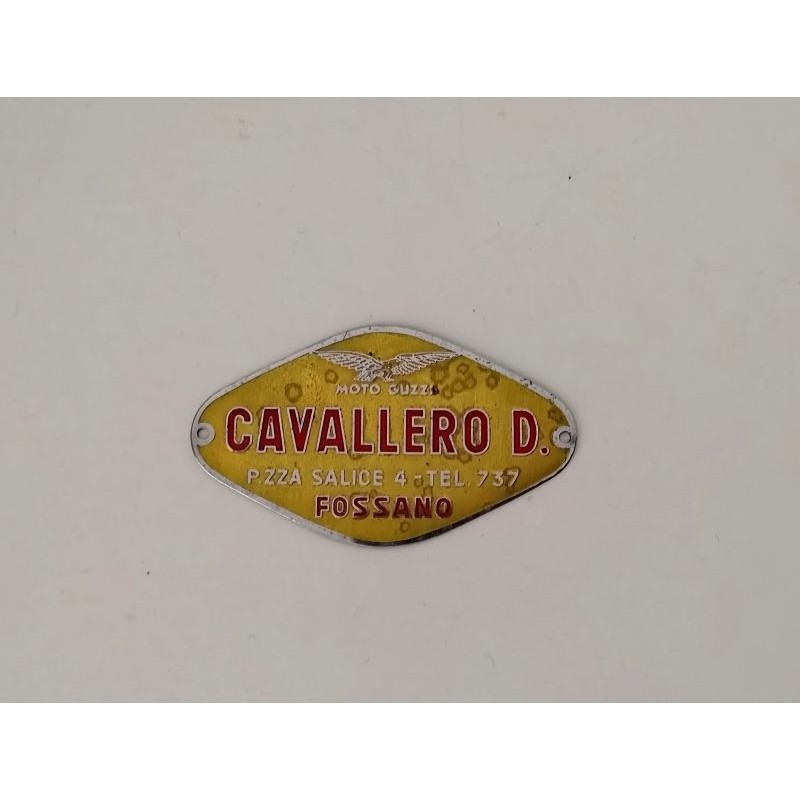 MOTO GUZZI
CAVALLERO D.
P.ZZA SALICE 4 - TEL. 737
FOSSANO